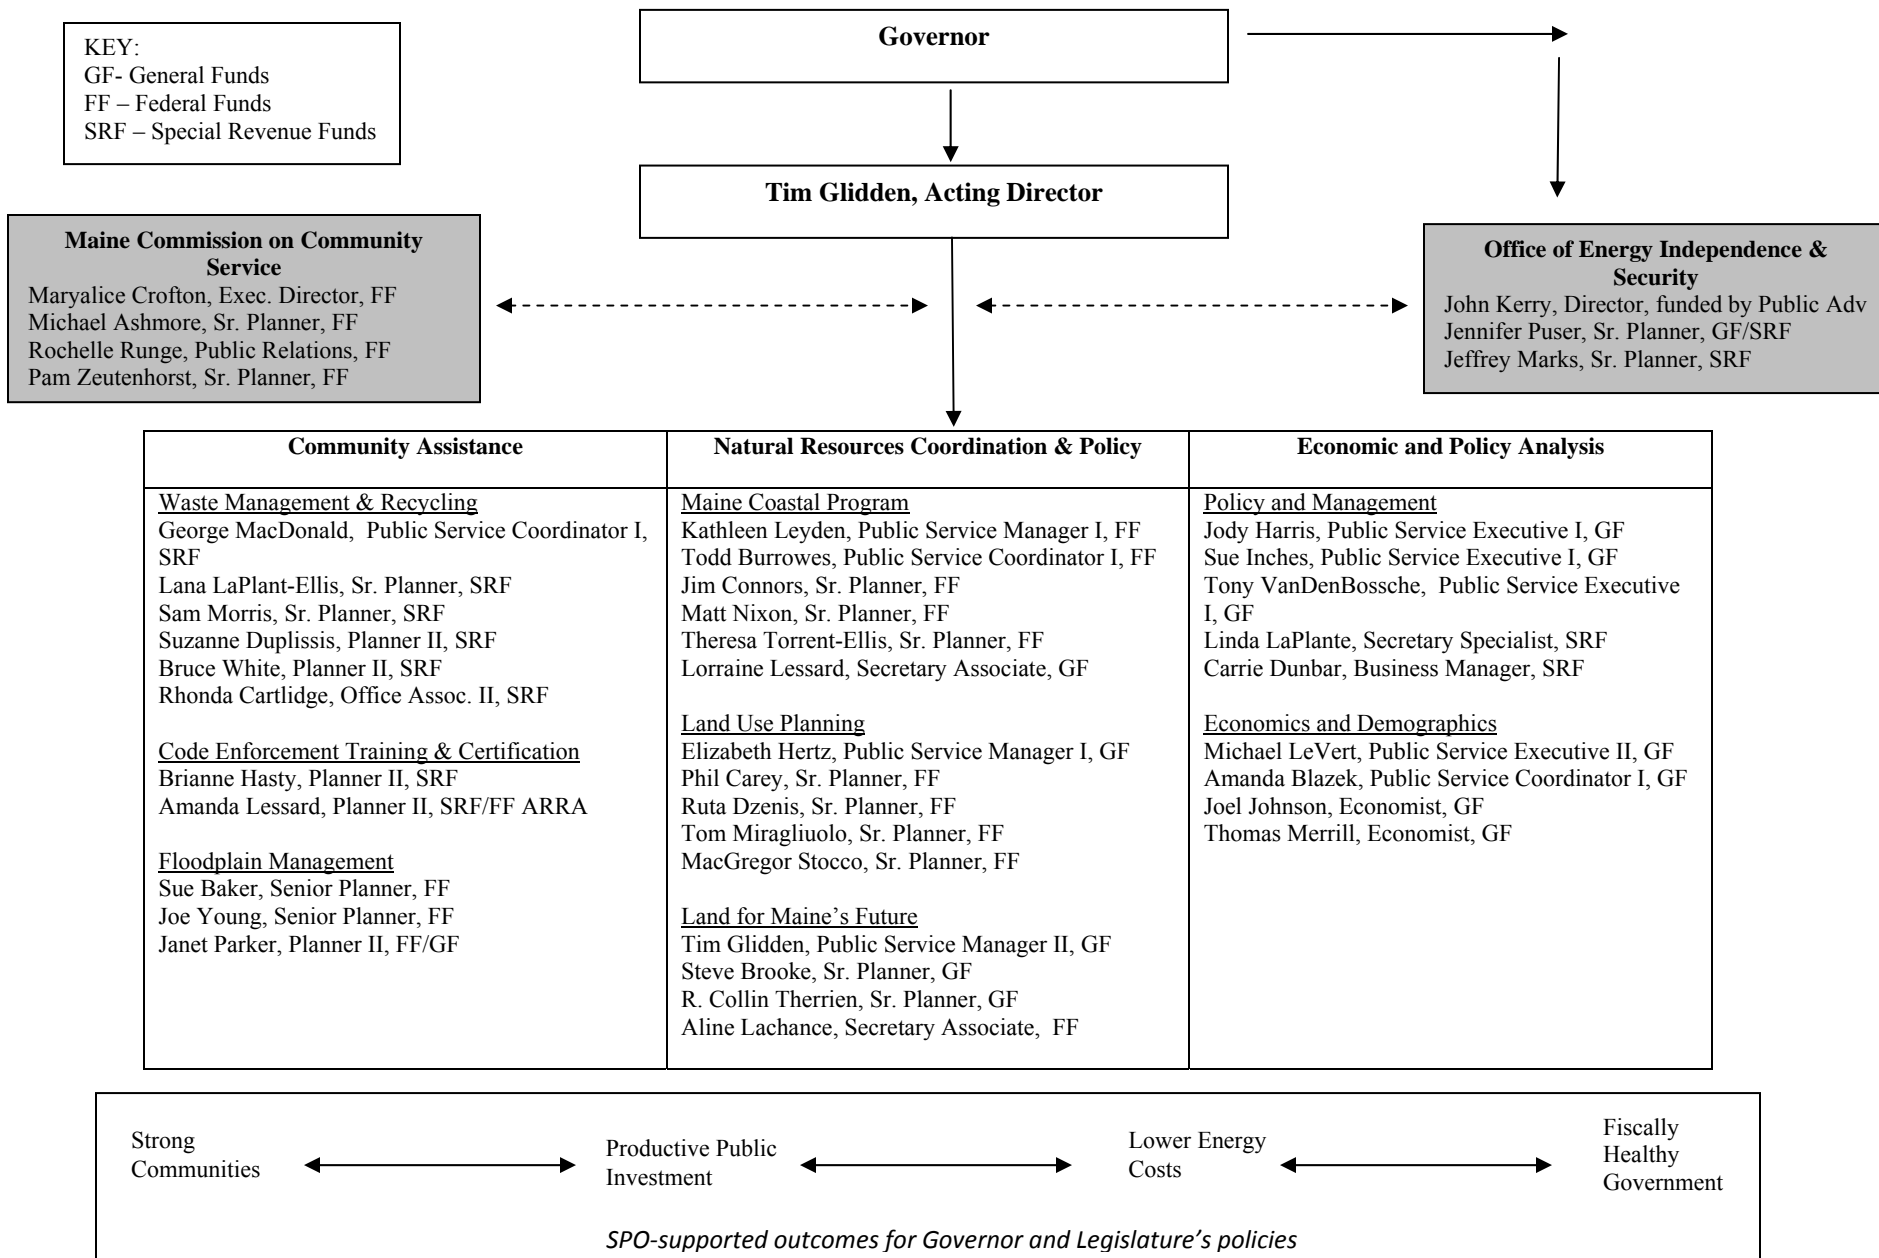 KEY:
GF- General Funds
FF – Federal Funds
SRF – Special Revenue Funds
Governor
Tim Glidden, Acting Director
Maine Commission on Community
Service
Maryalice Crofton, Exec. Director, FF
Michael Ashmore, Sr. Planner, FF
Rochelle Runge, Public Relations, FF
Pam Zeutenhorst, Sr. Planner, FF
Office of Energy Independence &
Security
John Kerry, Director, funded by Public Adv
Jennifer Puser, Sr. Planner, GF/SRF
Jeffrey Marks, Sr. Planner, SRF
Community Assistance
Waste Management & Recycling
George MacDonald,  Public Service Coordinator I,
SRF
Lana LaPlant-Ellis, Sr. Planner, SRF
Sam Morris, Sr. Planner, SRF
Suzanne Duplissis, Planner II, SRF
Bruce White, Planner II, SRF
Rhonda Cartlidge, Office Assoc. II, SRF
Code Enforcement Training & Certification
Brianne Hasty, Planner II, SRF
Amanda Lessard, Planner II, SRF/FF ARRA
Floodplain Management
Sue Baker, Senior Planner, FF
Joe Young, Senior Planner, FF
Janet Parker, Planner II, FF/GF
Natural Resources Coordination & Policy
Maine Coastal Program
Kathleen Leyden, Public Service Manager I, FF
Todd Burrowes, Public Service Coordinator I, FF
Jim Connors, Sr. Planner, FF
Matt Nixon, Sr. Planner, FF
Theresa Torrent-Ellis, Sr. Planner, FF
Lorraine Lessard, Secretary Associate, GF
Land Use Planning
Elizabeth Hertz, Public Service Manager I, GF
Phil Carey, Sr. Planner, FF
Ruta Dzenis, Sr. Planner, FF
Tom Miragliuolo, Sr. Planner, FF
MacGregor Stocco, Sr. Planner, FF
Land for Maine’s Future
Tim Glidden, Public Service Manager II, GF
Steve Brooke, Sr. Planner, GF
R. Collin Therrien, Sr. Planner, GF
Aline Lachance, Secretary Associate,  FF
Economic and Policy Analysis
Policy and Management
Jody Harris, Public Service Executive I, GF
Sue Inches, Public Service Executive I, GF
Tony VanDenBossche,  Public Service Executive
I, GF
Linda LaPlante, Secretary Specialist, SRF
Carrie Dunbar, Business Manager, SRF
Economics and Demographics
Michael LeVert, Public Service Executive II, GF
Amanda Blazek, Public Service Coordinator I, GF
Joel Johnson, Economist, GF
Thomas Merrill, Economist, GF
Strong
Communities
Productive Public
Investment
Lower Energy
Costs
Fiscally
Healthy
Government
SPO-supported outcomes for Governor and Legislature’s policies